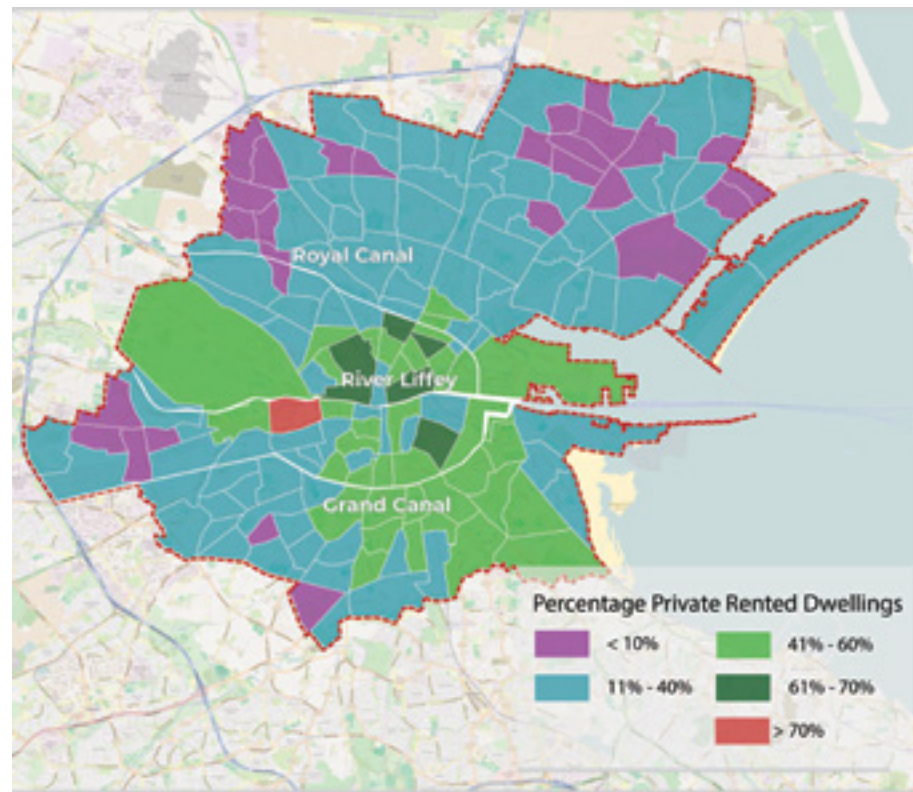 Royal Canal
River Liffey
Grand Canal
Percentage Private Rented Dwellings
< 10%
41% - 60%
11% - 40%
61% - 70%
> 70%